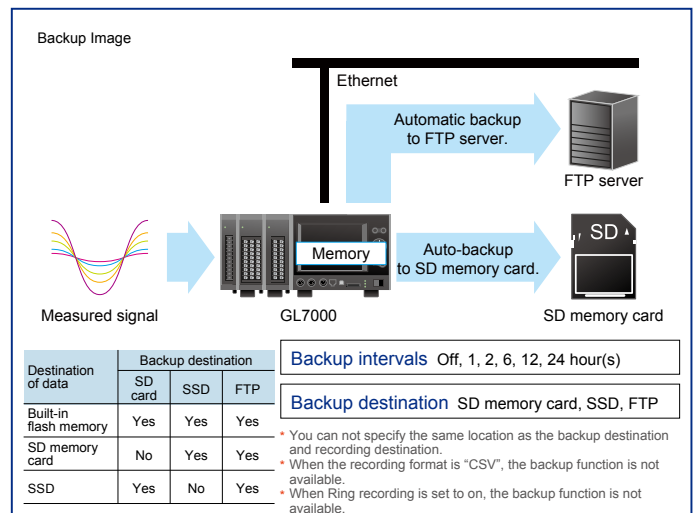 Backup Image
Ethernet
Automatic backup
to FTP server.
FTP server
Memory
Auto-backup
to SD memory card.
SD
Measured signal
GL7000
SD memory card
Destination
of data
Backup destination
SD
card
SSD
FTP
Built-in
flash memory
Yes
Yes
Yes
SD memory
card
No
Yes
Yes
SSD
Yes
No
Yes
Backup intervals Off, 1, 2, 6, 12, 24 hour(s)
Backup destination SD memory card, SSD, FTP
* You can not specify the same location as the backup destination
and recording destination.
* When the recording format is “CSV”, the backup function is not
available.
* When Ring recording is set to on, the backup function is not
available.